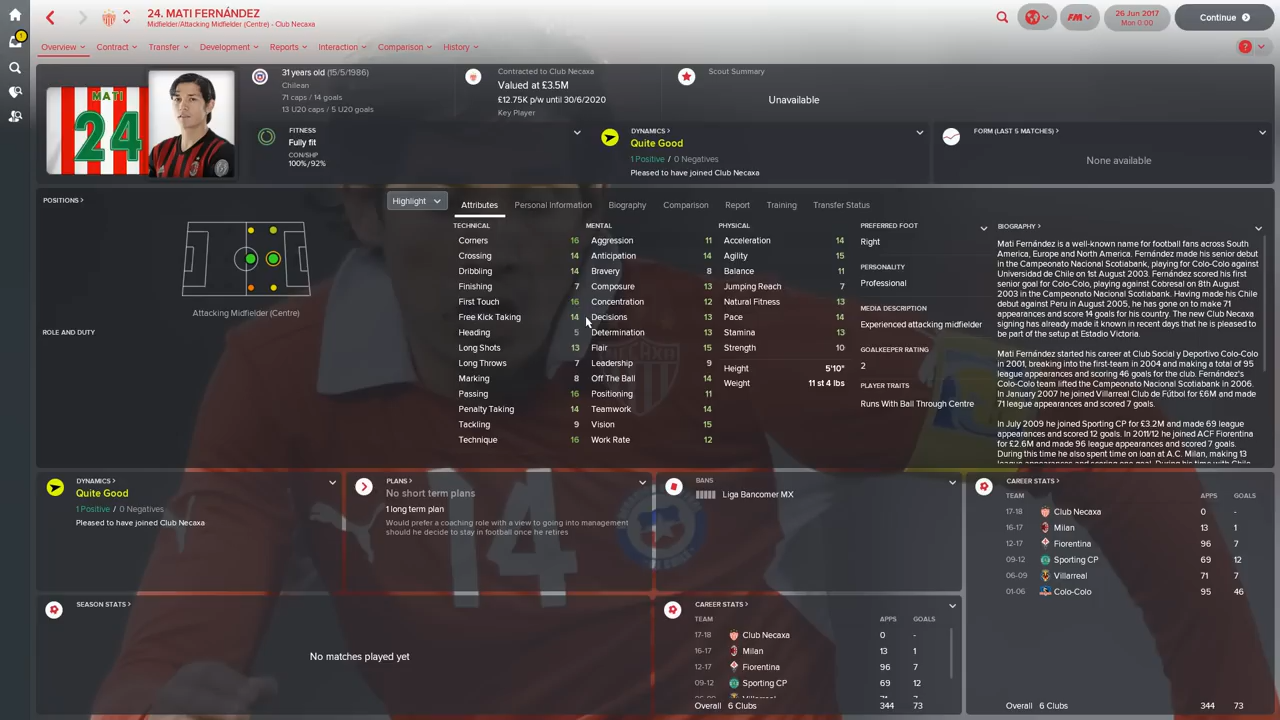 24. MATI FERNÁNDEZ
Midfielder/Attacking Midfielder (Centre) - Club Necaxa
FM
26 Jun 2017
Mon 0:00
Continue
Overview
Contract
Transfer
Development
Reports
Interaction
Comparison
History
?
MATI
24
31 years old (15/5/1986)
Chilean
71 caps / 14 goals
13 U20 caps / 5 U20 goals
Contracted to Club Necaxa
Valued at £3.5M
£12.75K p/w until 30/6/2020
Key Player
Scout Summary
Unavailable
FITNESS
Fully fit
CON/SHP
100%/92%
DYNAMICS >
Quite Good
1 Positive / 0 Negatives
Pleased to have joined Club Necaxa
FORM (LAST 5 MATCHES) >
None available
POSITIONS >
Attacking Midfielder (Centre)
ROLE AND DUTY
Highlight
Attributes
Personal Information
Biography
Comparison
Report
Training
Transfer Status
TECHNICAL
Corners 16
Crossing 14
Dribbling 14
Finishing 7
First Touch 16
Free Kick Taking 14
Heading 5
Long Shots 13
Long Throws 7
Marking 8
Passing 16
Penalty Taking 14
Tackling 9
Technique 16
MENTAL
Aggression 11
Anticipation 14
Bravery 8
Composure 13
Concentration 12
Decisions 13
Determination 13
Flair 15
Leadership 9
Off The Ball 14
Positioning 11
Teamwork 14
Vision 15
Work Rate 12
PHYSICAL
Acceleration 14
Agility 15
Balance 11
Jumping Reach 7
Natural Fitness 13
Pace 14
Stamina 13
Strength 10
Height 5'10"
Weight 11 st 4 lbs
PREFERRED FOOT
Right
PERSONALITY
Professional
MEDIA DESCRIPTION
Experienced attacking midfielder
GOALKEEPER RATING
2
PLAYER TRAITS
Runs With Ball Through Centre
BIOGRAPHY >
Mati Fernández is a well-known name for football fans across South
America, Europe and North America. Fernández made his senior debut
in the Campeonato Nacional Scotiabank, playing for Colo-Colo against
Universidad de Chile on 1st August 2003. Fernández scored his first
senior goal for Colo-Colo, playing against Cobresal on 8th August
2003 in the Campeonato Nacional Scotiabank. Having made his Chile
debut against Peru in August 2005, he has gone on to make 71
appearances and score 14 goals for his country. The new Club Necaxa
signing has already made it known in recent days that he is pleased to
be part of the setup at Estadio Victoria.
Mati Fernández started his career at Club Social y Deportivo Colo-Colo
in 2001, breaking into the first-team in 2004 and making a total of 95
league appearances and scoring 46 goals for the club. Fernández's
Colo-Colo team lifted the Campeonato Nacional Scotiabank in 2006.
In January 2007 he joined Villarreal Club de Fútbol for £6M and made
71 league appearances and scored 7 goals.
In July 2009 he joined Sporting CP for £3.2M and made 69 league
appearances and scored 12 goals. In 2011/12 he joined ACF Fiorentina
for £2.6M and made 96 league appearances and scored 7 goals.
During this time he also spent time on loan at A.C. Milan, making 13
DYNAMICS >
Quite Good
1 Positive / 0 Negatives
Pleased to have joined Club Necaxa
PLANS >
No short term plans
1 long term plan
Would prefer a coaching role with a view to going into management
should he decide to stay in football once he retires
BANS
Liga Bancomer MX
CAREER STATS >
TEAM APPS GOALS
17-18 Club Necaxa 0 -
16-17 Milan 13 1
12-17 Fiorentina 96 7
09-12 Sporting CP 69 12
06-09 Villarreal 71 7
01-06 Colo-Colo 95 46
Overall 6 Clubs 344 73
SEASON STATS >
No matches played yet
CAREER STATS >
TEAM APPS GOALS
17-18 Club Necaxa 0 -
16-17 Milan 13 1
12-17 Fiorentina 96 7
09-12 Sporting CP 69 12
Overall 6 Clubs 344 73
14